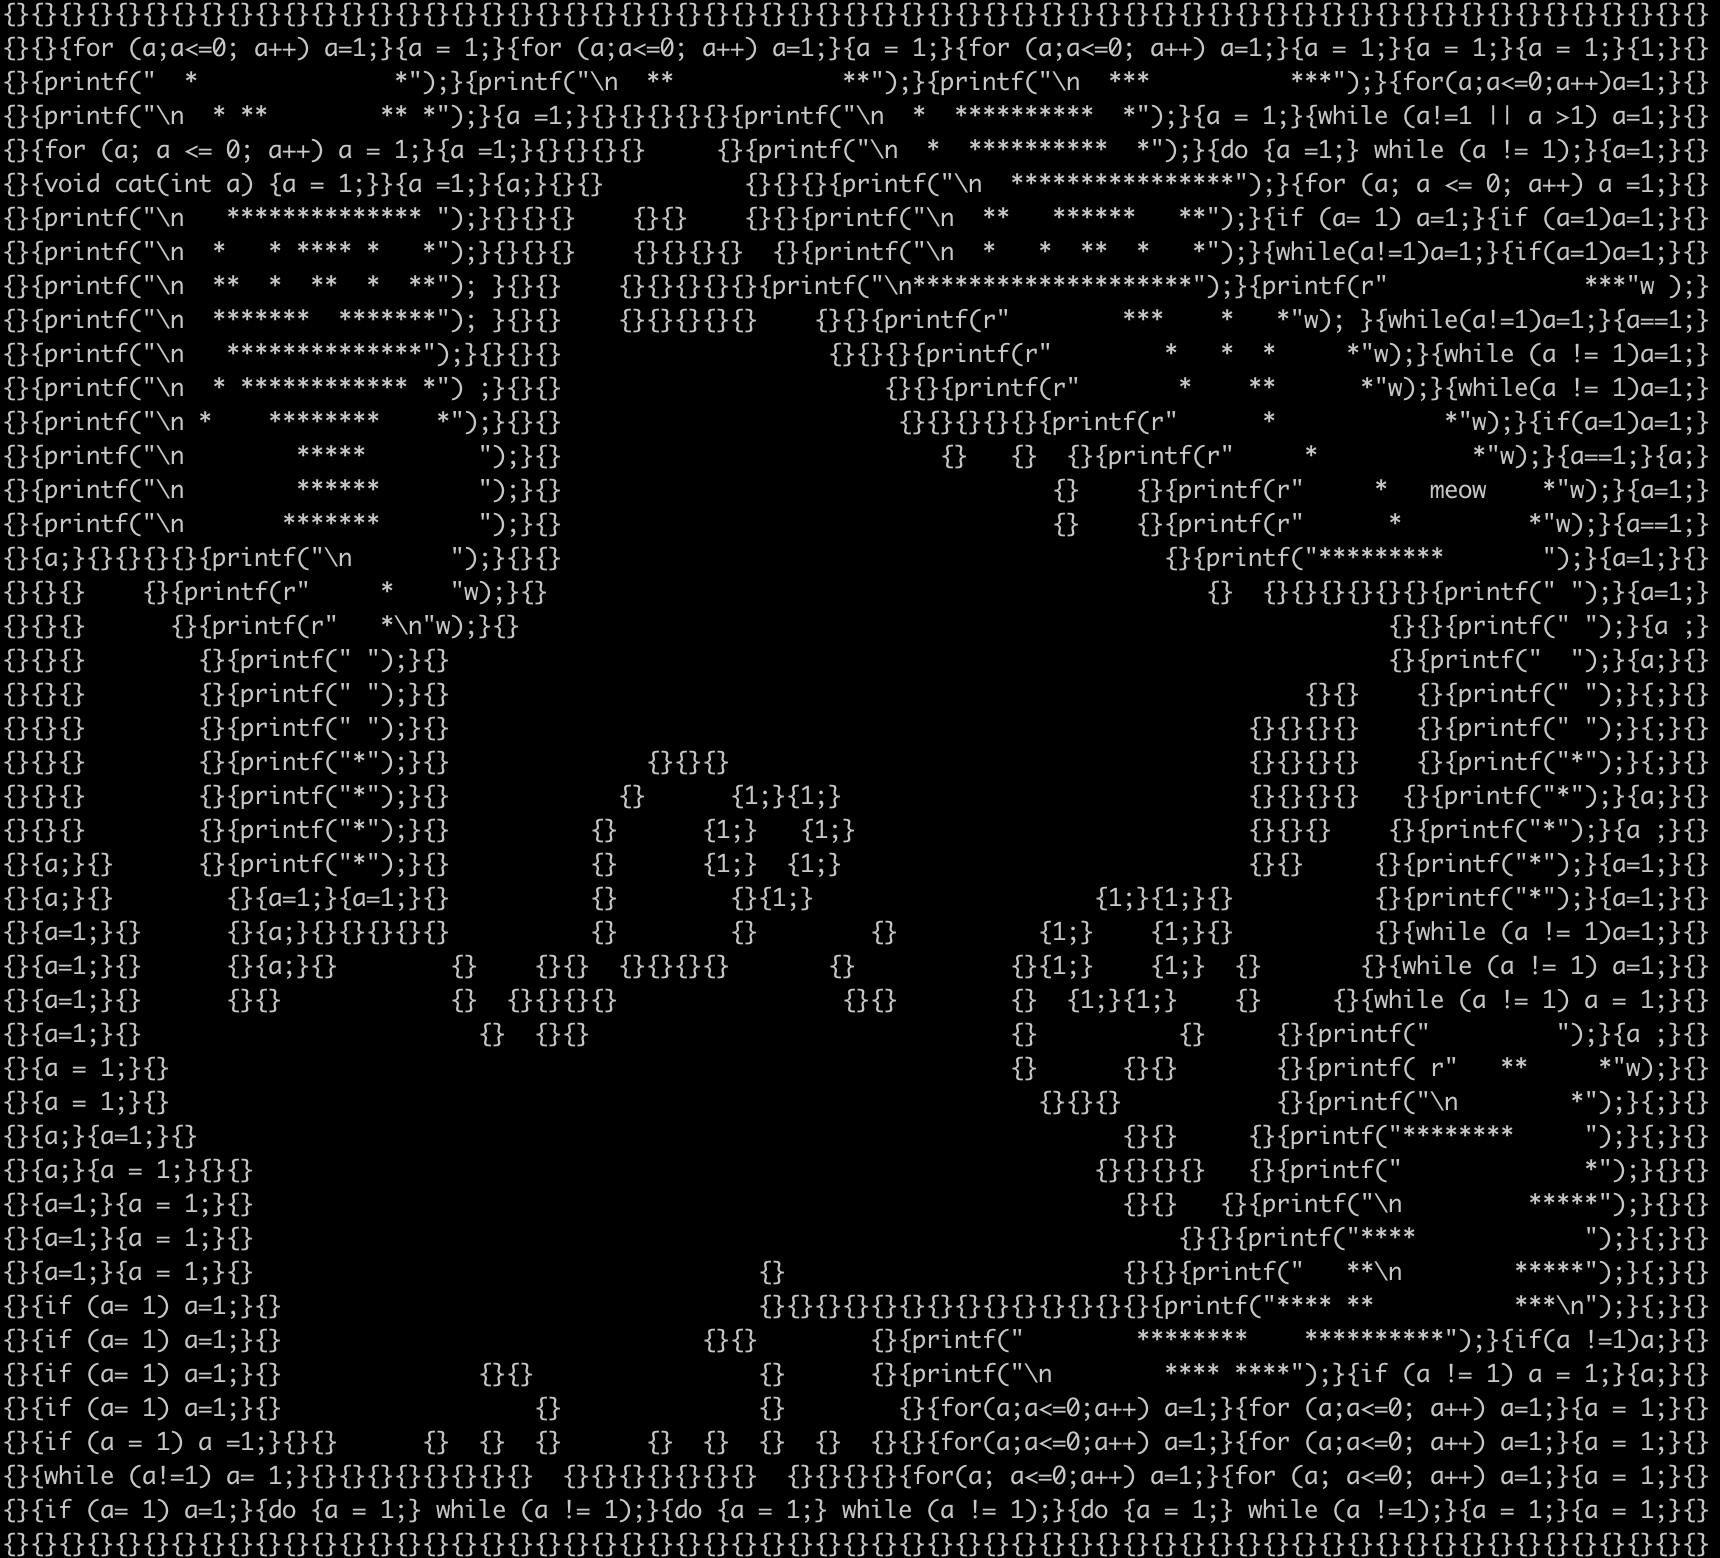 {}{}{}{}{}{}{}{}{}{}{}{}{}{}{}{}{}{}{}{}{}{}{}{}{}{}{}{}{}{}{}{}{}{}{}{}{}{}{}{}{}{}{}{}{}{}{}{}{}{}{}{}{}{}{}{}{}{}{}{}{}
{}{}{for (a;a<=0; a++) a=1;}{a = 1;}{for (a;a<=0; a++) a=1;}{a = 1;}{for (a;a<=0; a++) a=1;}{a = 1;}{a = 1;}{a = 1;}{1;}{}
{}{printf("  *              *");}{printf("\n  **            **");}{printf("\n  ***          ***");}{for(a;a<=0;a++)a=1;}{}
{}{printf("\n  * **        ** *");}{a =1;}{}{}{}{}{}{printf("\n  *  **********  *");}{a = 1;}{while (a!=1 || a >1) a=1;}{}
{}{for (a; a <= 0; a++) a = 1;}{a =1;}{}{}{}{}     {}{printf("\n  *  **********  *");}{do {a =1;} while (a != 1);}{a=1;}{}
{}{void cat(int a) {a = 1;}}{a =1;}{a;}{}{}          {}{}{}{printf("\n  ****************");}{for (a; a <= 0; a++) a =1;}{}
{}{printf("\n   ************** ");}{}{}{}    {}{}    {}{}{printf("\n  **   ******   **");}{if (a= 1) a=1;}{if (a=1)a=1;}{}
{}{printf("\n  *   * **** *   *");}{}{}{}    {}{}{}{}  {}{printf("\n  *   *  **  *   *");}{while(a!=1)a=1;}{if(a=1)a=1;}{}
{}{printf("\n  **  *  **  *  **"); }{}{}    {}{}{}{}{}{printf("\n********************");}{printf(r"              ***"w );}
{}{printf("\n  *******  *******"); }{}{}    {}{}{}{}{}    {}{}{printf(r"        ***    *   *"w); }{while(a!=1)a=1;}{a==1;}
{}{printf("\n   **************");}{}{}{}                   {}{}{}{printf(r"        *   *  *     *"w);}{while (a != 1)a=1;}
{}{printf("\n  * ************ *") ;}{}{}                       {}{}{printf(r"       *    **      *"w);}{while(a != 1)a=1;}
{}{printf("\n *    ********    *");}{}{}                        {}{}{}{}{}{printf(r"      *            *"w);}{if(a=1)a=1;}
{}{printf("\n        *****        ");}{}                           {}   {}  {}{printf(r"     *           *"w);}{a==1;}{a;}
{}{printf("\n        ******       ");}{}                                   {}    {}{printf(r"     *   meow    *"w);}{a=1;}
{}{printf("\n       *******       ");}{}                                   {}    {}{printf(r"      *         *"w);}{a==1;}
{}{a;}{}{}{}{}{printf("\n       ");}{}{}                                           {}{printf("*********       ");}{a=1;}{}
{}{}{}    {}{printf(r"     *    "w);}{}                                               {}  {}{}{}{}{}{}{printf(" ");}{a=1;}
{}{}{}      {}{printf(r"   *\n"w);}{}                                                              {}{}{printf(" ");}{a ;}
{}{}{}        {}{printf(" ");}{}                                                                   {}{printf("  ");}{a;}{}
{}{}{}        {}{printf(" ");}{}                                                             {}{}    {}{printf(" ");}{;}{}
{}{}{}        {}{printf(" ");}{}                                                         {}{}{}{}    {}{printf(" ");}{;}{}
{}{}{}        {}{printf("*");}{}              {}{}{}                                     {}{}{}{}    {}{printf("*");}{;}{}
{}{}{}        {}{printf("*");}{}            {}      {1;}{1;}                             {}{}{}{}   {}{printf("*");}{a;}{}
{}{}{}        {}{printf("*");}{}          {}      {1;}   {1;}                            {}{}{}    {}{printf("*");}{a ;}{}
{}{a;}{}      {}{printf("*");}{}          {}      {1;}  {1;}                             {}{}     {}{printf("*");}{a=1;}{}
{}{a;}{}        {}{a=1;}{a=1;}{}          {}        {}{1;}                    {1;}{1;}{}          {}{printf("*");}{a=1;}{}
{}{a=1;}{}      {}{a;}{}{}{}{}{}          {}        {}        {}          {1;}    {1;}{}          {}{while (a != 1)a=1;}{}
{}{a=1;}{}      {}{a;}{}        {}    {}{}  {}{}{}{}       {}           {}{1;}    {1;}  {}       {}{while (a != 1) a=1;}{}
{}{a=1;}{}      {}{}            {}  {}{}{}{}                {}{}        {}  {1;}{1;}    {}     {}{while (a != 1) a = 1;}{}
{}{a=1;}{}                        {}  {}{}                              {}          {}     {}{printf("         ");}{a ;}{}
{}{a = 1;}{}                                                            {}      {}{}       {}{printf( r"   **     *"w);}{}
{}{a = 1;}{}                                                              {}{}{}           {}{printf("\n        *");}{;}{}
{}{a;}{a=1;}{}                                                                  {}{}     {}{printf("********     ");}{;}{}
{}{a;}{a = 1;}{}{}                                                            {}{}{}{}   {}{printf("             *");}{}{}
{}{a=1;}{a = 1;}{}                                                              {}{}   {}{printf("\n         *****");}{}{}
{}{a=1;}{a = 1;}{}                                                                  {}{}{printf("****            ");}{;}{}
{}{a=1;}{a = 1;}{}                                    {}                        {}{}{printf("   **\n        *****");}{;}{}
{}{if (a= 1) a=1;}{}                                  {}{}{}{}{}{}{}{}{}{}{}{}{}{}{printf("**** **          ***\n");}{;}{}
{}{if (a= 1) a=1;}{}                              {}{}        {}{printf("        ********    **********");}{if(a !=1)a;}{}
{}{if (a= 1) a=1;}{}              {}{}                {}      {}{printf("\n        **** ****");}{if (a != 1) a = 1;}{a;}{}
{}{if (a= 1) a=1;}{}                  {}              {}        {}{for(a;a<=0;a++) a=1;}{for (a;a<=0; a++) a=1;}{a = 1;}{}
{}{if (a = 1) a =1;}{}{}      {}  {}  {}      {}  {}  {}  {}  {}{}{for(a;a<=0;a++) a=1;}{for (a;a<=0; a++) a=1;}{a = 1;}{}
{}{while (a!=1) a= 1;}{}{}{}{}{}{}{}{}  {}{}{}{}{}{}{}  {}{}{}{}{for(a; a<=0;a++) a=1;}{for (a; a<=0; a++) a=1;}{a = 1;}{}
{}{if (a= 1) a=1;}{do {a = 1;} while (a != 1);}{do {a = 1;} while (a != 1);}{do {a = 1;} while (a !=1);}{a = 1;}{a = 1;}{}
{}{}{}{}{}{}{}{}{}{}{}{}{}{}{}{}{}{}{}{}{}{}{}{}{}{}{}{}{}{}{}{}{}{}{}{}{}{}{}{}{}{}{}{}{}{}{}{}{}{}{}{}{}{}{}{}{}{}{}{}{}